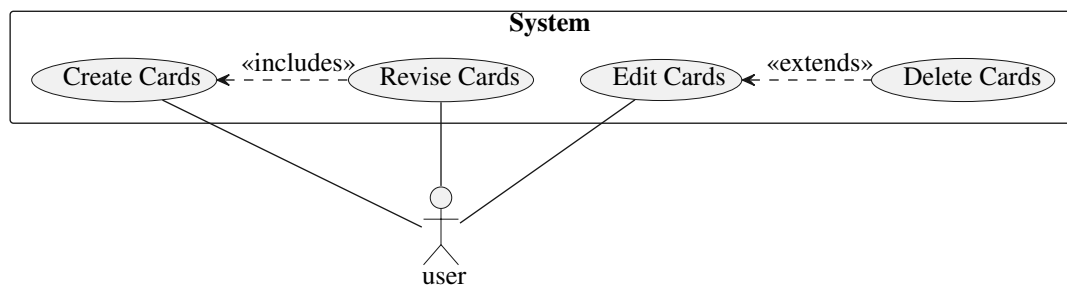 System
Create Cards
«includes»
Revise Cards
Edit Cards
«extends»
Delete Cards
user